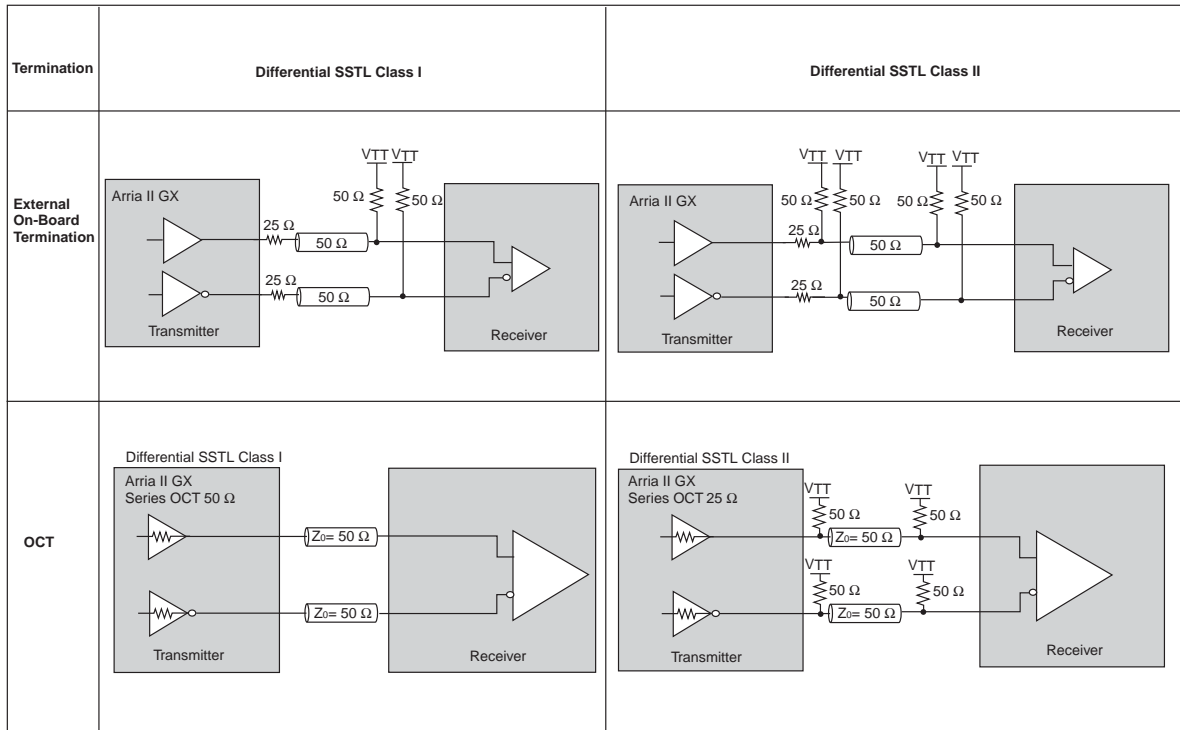 Termination
Differential SSTL Class I
Differential SSTL Class II
External
On-Board
Termination
Arria II GX
VTT VTT
50 Ω
50 Ω
25 Ω
50 Ω
25 Ω
50 Ω
Transmitter
Receiver
Arria II GX
VTT VTT
VTT VTT
50 Ω
50 Ω
50 Ω
50 Ω
25 Ω
50 Ω
25 Ω
50 Ω
Transmitter
Receiver
OCT
Differential SSTL Class I
Arria II GX
Series OCT 50 Ω
Z0= 50 Ω
Z0= 50 Ω
Transmitter
Receiver
Differential SSTL Class II
Arria II GX
Series OCT 25 Ω
VTT
VTT
50 Ω
50 Ω
Z0= 50 Ω
VTT
VTT
50 Ω
50 Ω
Z0= 50 Ω
Transmitter
Receiver